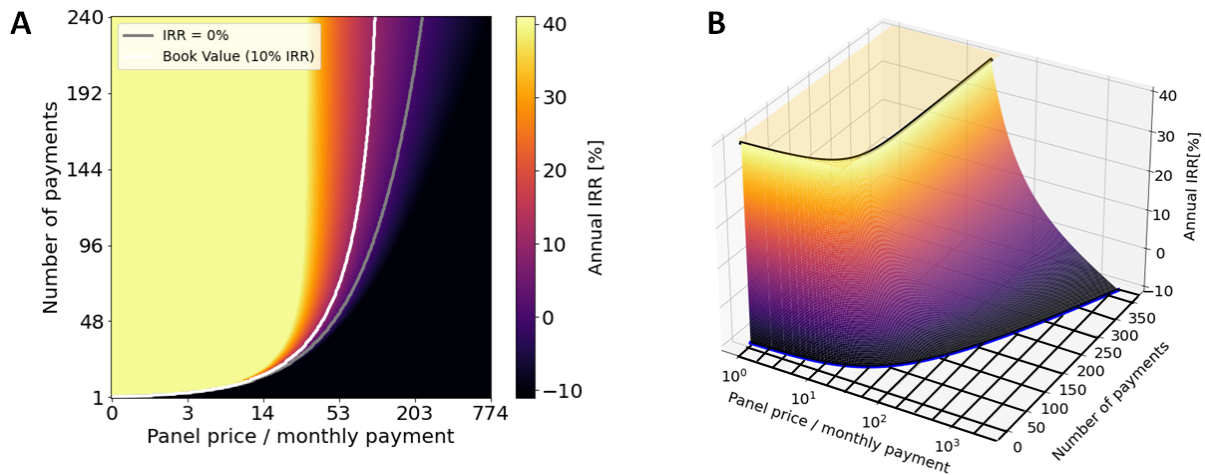 A
240
192
144
96
48
1
Number of payments
IRR = 0%
Book Value (10% IRR)
0 3 14 53 203 774
Panel price / monthly payment
40
30
20
10
0
−10
Annual IRR [%]
B
40
30
20
10
0
−10
Annual IRR[%]
10⁰ 10¹ 10² 10³
Panel price / monthly payment
0 50 100 150 200 250 300 350
Number of payments